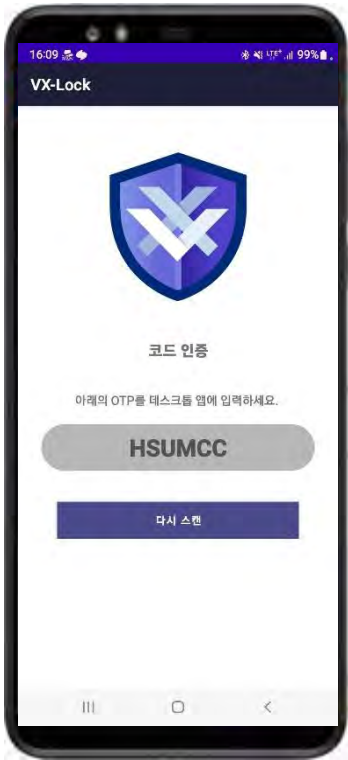 16:09
LTE+ 99%
VX-Lock
코드 인증
아래의 OTP를 데스크톱 앱에 입력하세요.
HSUMCC
다시 스캔